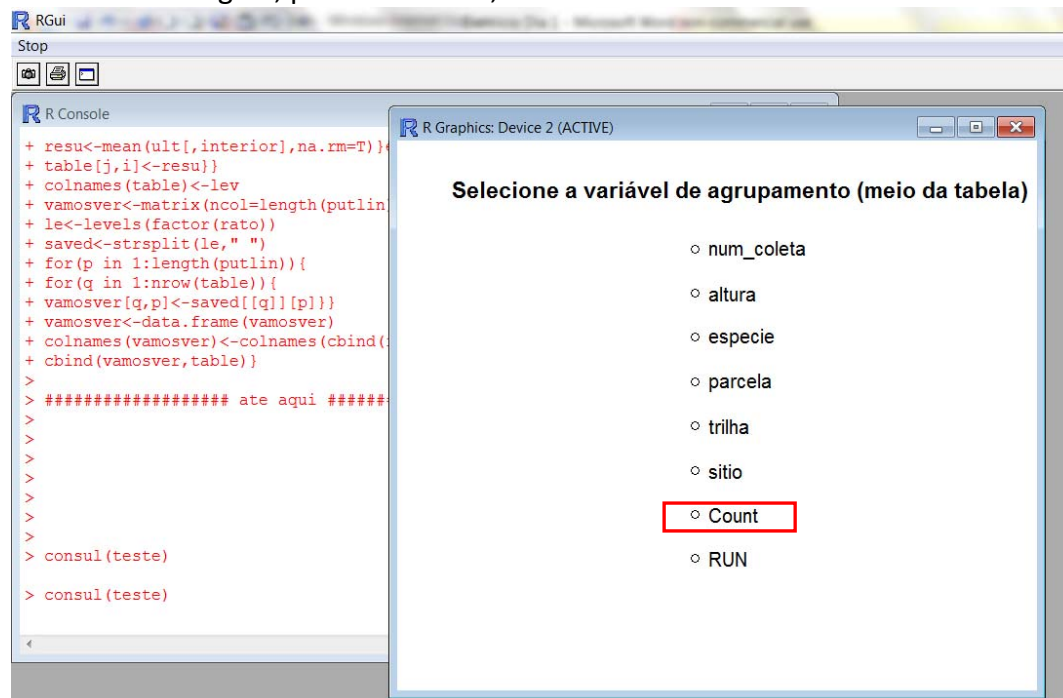 RGui
Stop
R Console
+ resu<-mean(ult[,interior],na.rm=T)}
+ table[j,i]<-resu}}
+ colnames(table)<-lev
+ vamosver<-matrix(ncol=length(putlin
+ le<-levels(factor(rato))
+ saved<-strsplit(le," ")
+ for(p in 1:length(putlin)){
+ for(q in 1:nrow(table)){
+ vamosver[q,p]<-saved[[q]][p]}}
+ vamosver<-data.frame(vamosver)
+ colnames(vamosver)<-colnames(cbind(
+ cbind(vamosver,table)}
>
> ################### ate aqui ######
>
>
>
>
>
>
>
> consul(teste)
> consul(teste)
R Graphics: Device 2 (ACTIVE)
Selecione a variável de agrupamento (meio da tabela)
num_coleta
altura
especie
parcela
trilha
sitio
Count
RUN